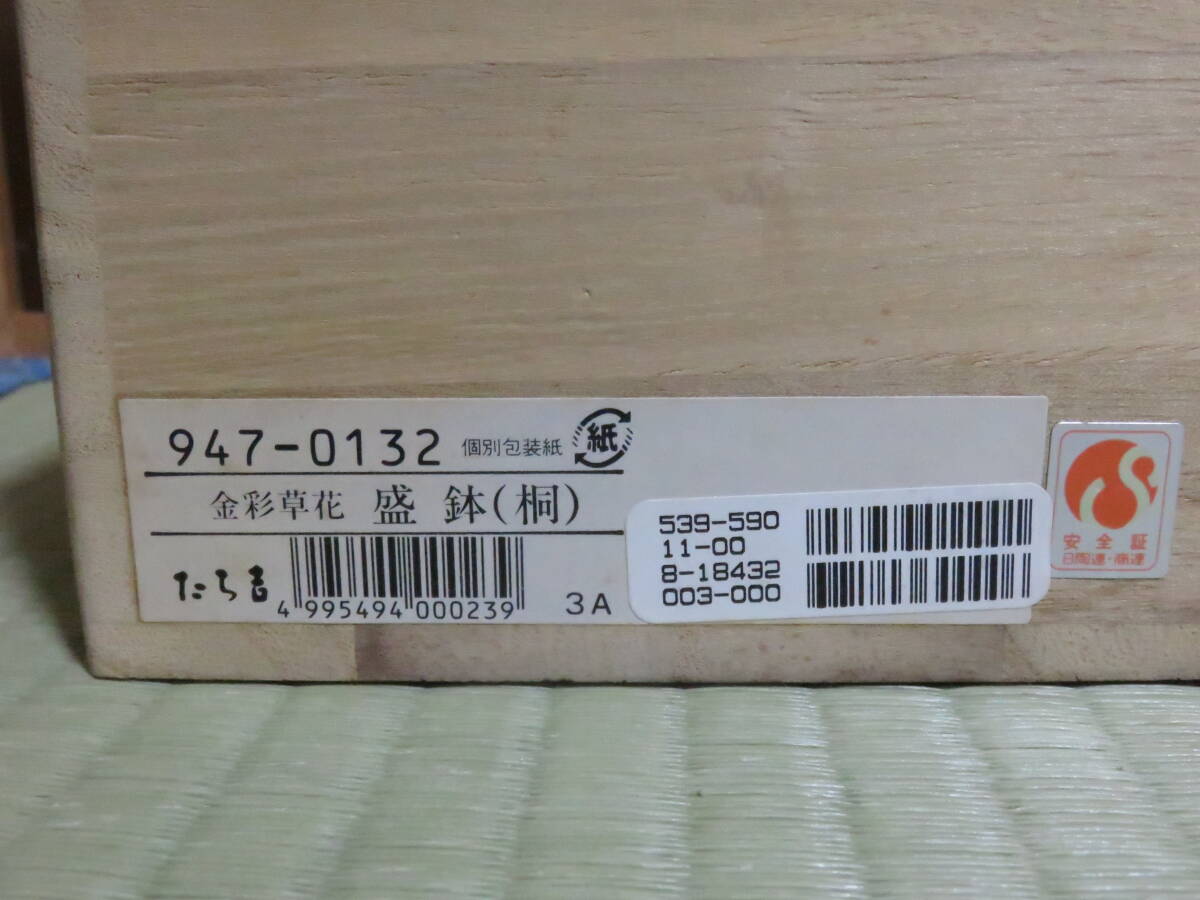 947-0132 個別包装紙 紙
金彩草花 盛鉢(桐)
たち吉
4 995494 000239
3A
539-590
11-00
8-18432
003-000
安全証
日陶連・商連